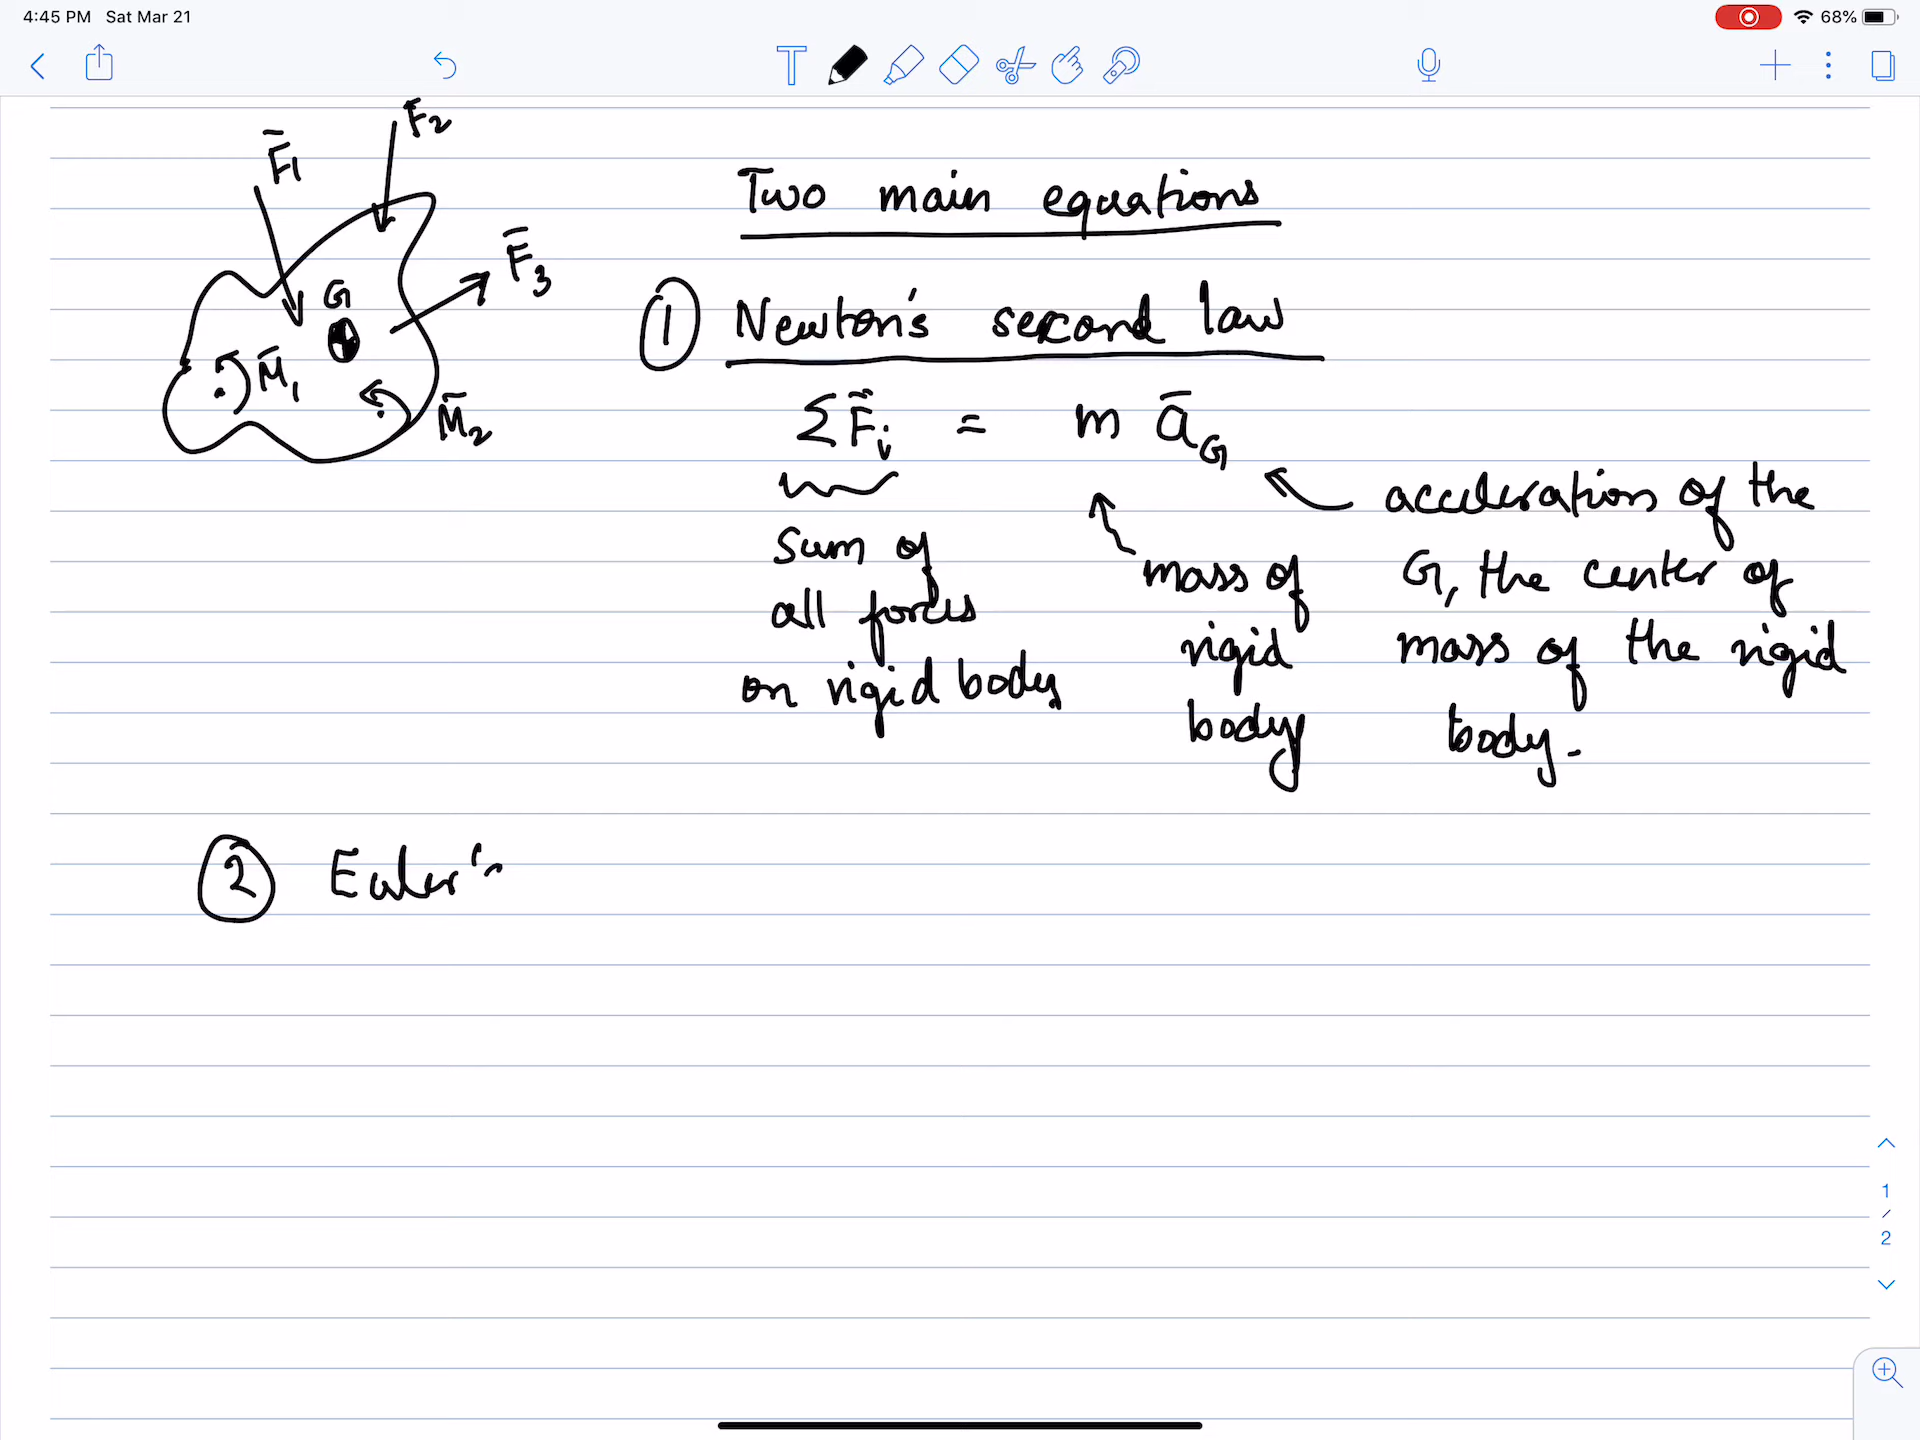 4:45 PM Sat Mar 21
68%
T
F̄2
F̄1
Two main equations
F̄3
G
① Newton's second law
M̄1
M̄2
ΣF̄i = m āG
acceleration of the
sum of
mass of
G, the center of
all forces
rigid
mass of the rigid
on rigid body
body
body.
② Euler's
1
/
2